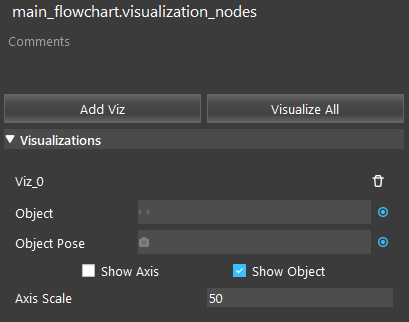 main_flowchart.visualization_nodes
Comments
Add Viz
Visualize All
Visualizations
Viz_0
Object
Object Pose
Show Axis
Show Object
Axis Scale
50